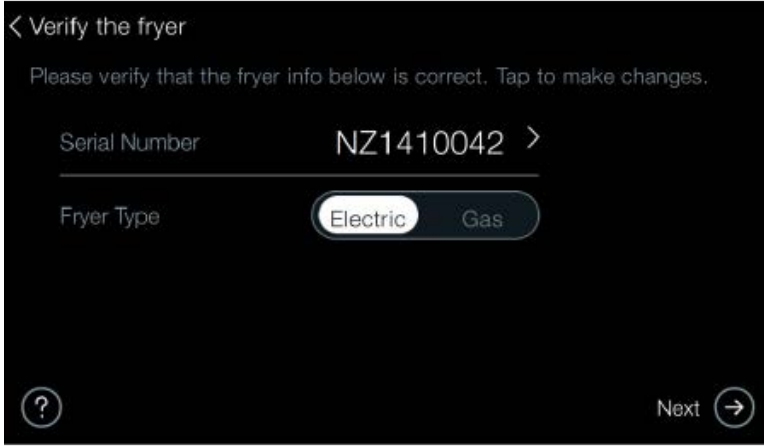 Verify the fryer
Please verify that the fryer info below is correct. Tap to make changes.
Serial Number NZ1410042
Fryer Type Electric Gas
? Next